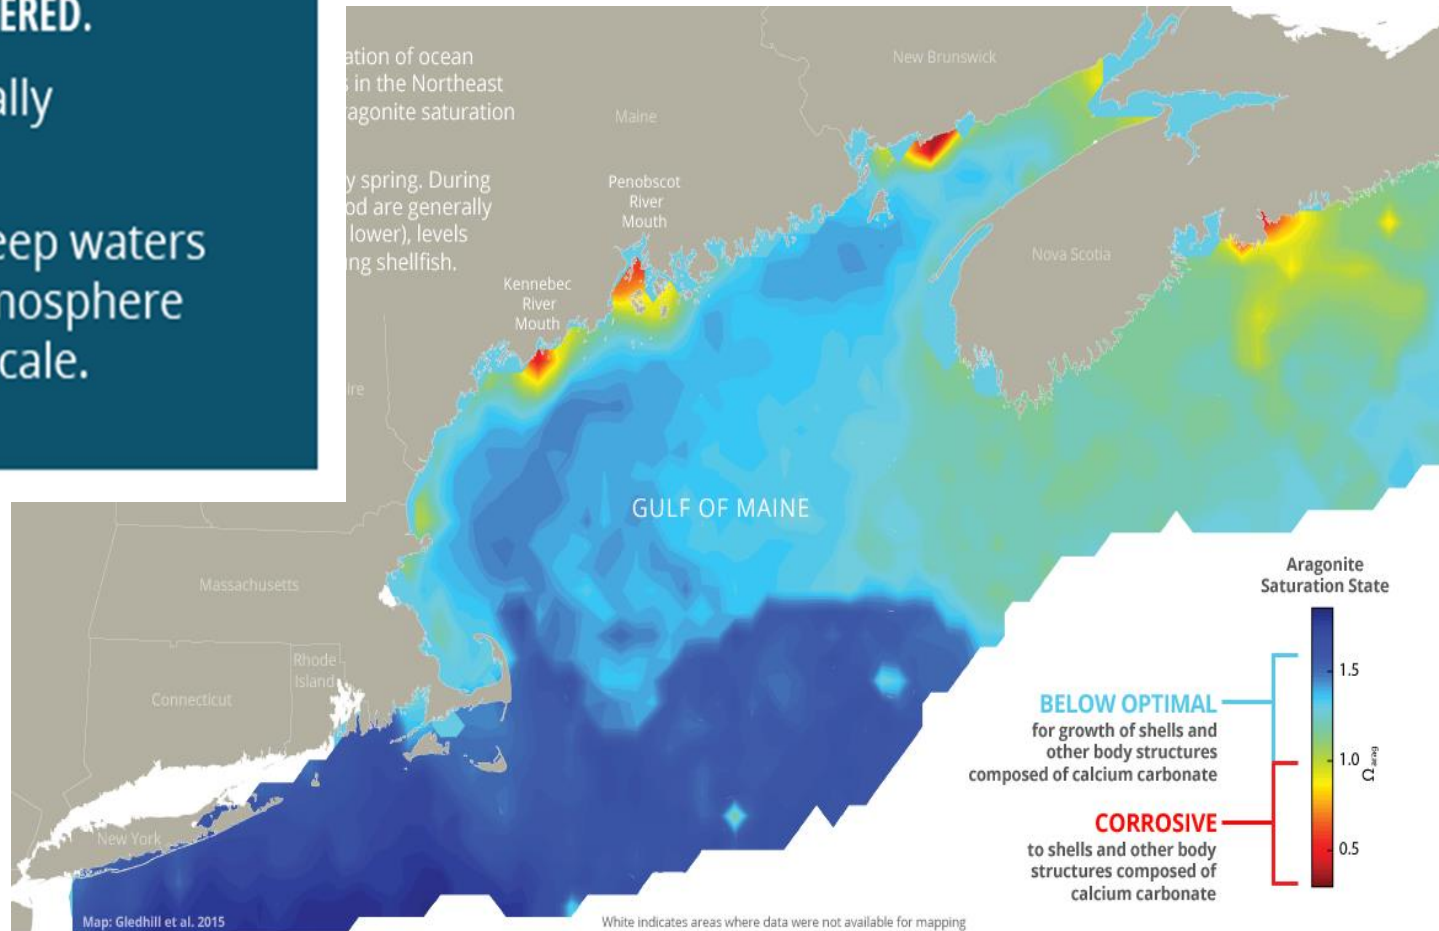 ERED.
ally
eep waters
nosphere
cale.
ation of ocean
s in the Northeast
ragonite saturation
y spring. During
od are generally
lower), levels
ing shellfish.
New Brunswick
Maine
Penobscot
River
Mouth
Nova Scotia
Kennebec
River
Mouth
ire
GULF OF MAINE
Massachusetts
Rhode
Island
Connecticut
New York
Aragonite
Saturation State
1.5
1.0
0.5
Ωarag
BELOW OPTIMAL
for growth of shells and
other body structures
composed of calcium carbonate
CORROSIVE
to shells and other body
structures composed of
calcium carbonate
Map: Gledhill et al. 2015
White indicates areas where data were not available for mapping